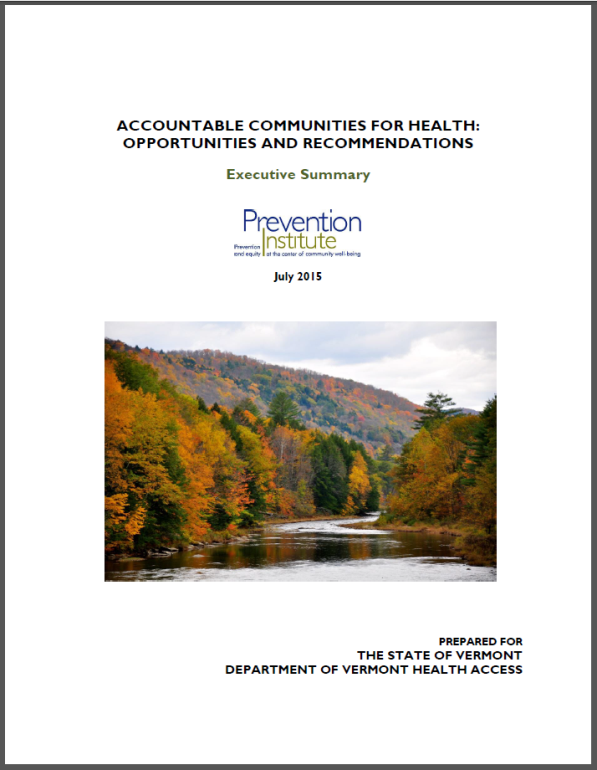 ACCOUNTABLE COMMUNITIES FOR HEALTH:
OPPORTUNITIES AND RECOMMENDATIONS
Executive Summary
Prevention
Institute
Prevention
and equity at the center of community well-being
July 2015
PREPARED FOR
THE STATE OF VERMONT
DEPARTMENT OF VERMONT HEALTH ACCESS